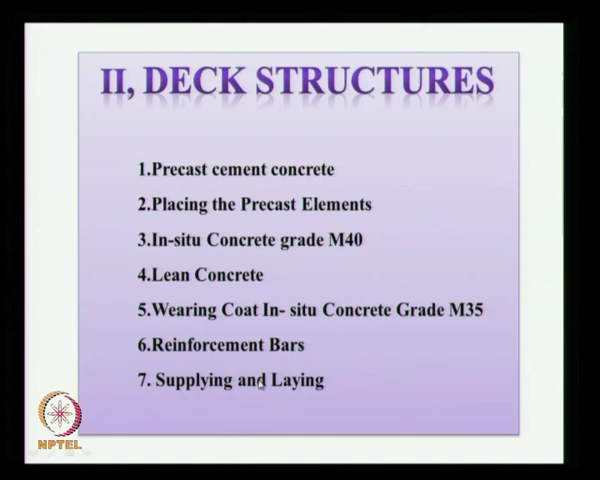 II, DECK STRUCTURES
1.Precast cement concrete
2.Placing the Precast Elements
3.In-situ Concrete grade M40
4.Lean Concrete
5.Wearing Coat In- situ Concrete Grade M35
6.Reinforcement Bars
7. Supplying and Laying
NPTEL